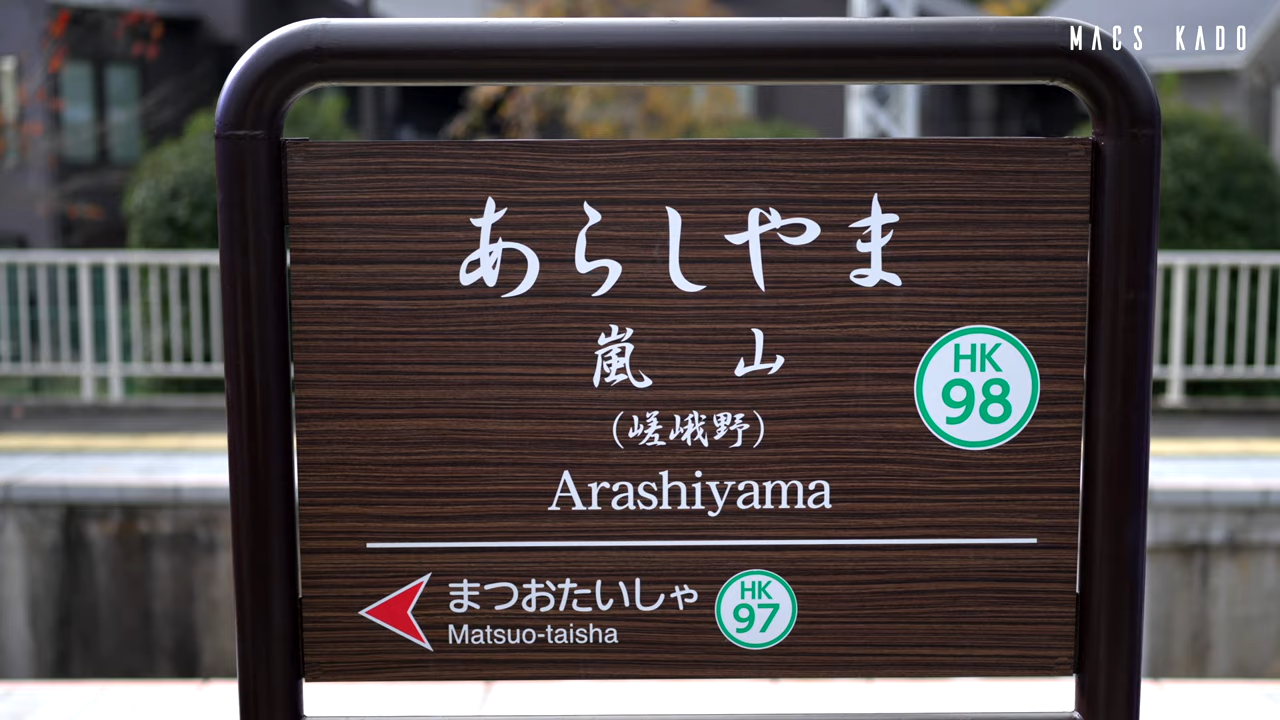 MACS KADO
あらしやま
嵐山
(嵯峨野)
HK
98
Arashiyama
まつおたいしゃ
Matsuo-taisha
HK
97